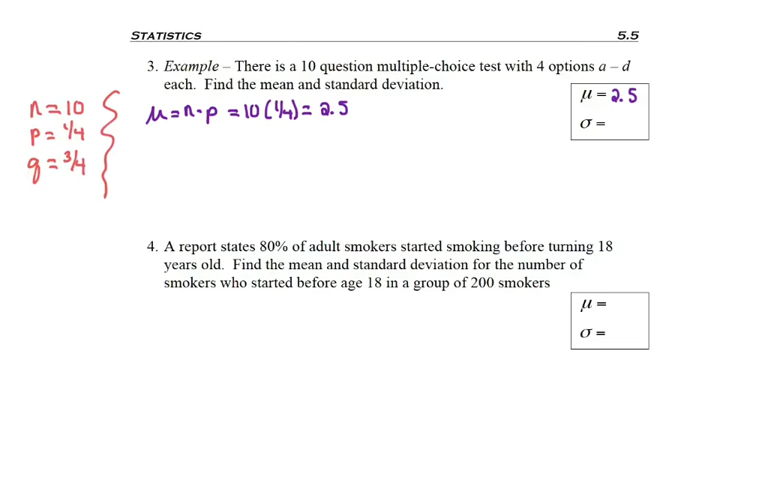 STATISTICS 5.5
3. Example – There is a 10 question multiple-choice test with 4 options a – d
each. Find the mean and standard deviation.
μ = 2.5
σ =
n = 10
p = 1/4
q = 3/4
μ = n · p = 10 (1/4) = 2.5
4. A report states 80% of adult smokers started smoking before turning 18
years old. Find the mean and standard deviation for the number of
smokers who started before age 18 in a group of 200 smokers
μ =
σ =